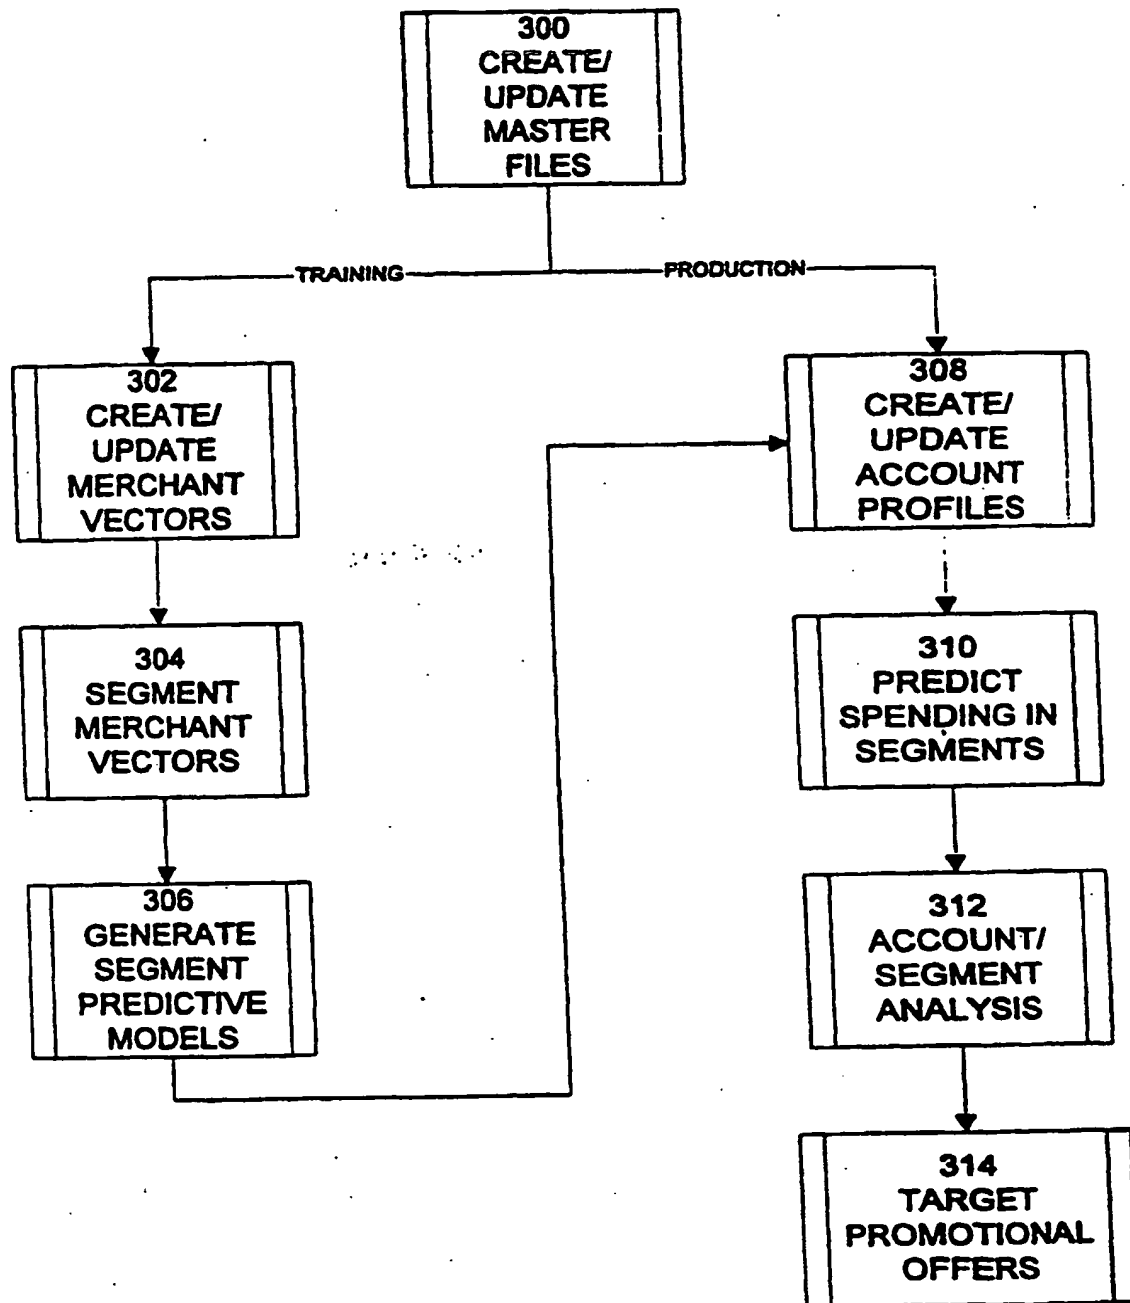 300
CREATE/
UPDATE
MASTER
FILES
TRAINING
PRODUCTION
302
CREATE/
UPDATE
MERCHANT
VECTORS
304
SEGMENT
MERCHANT
VECTORS
306
GENERATE
SEGMENT
PREDICTIVE
MODELS
308
CREATE/
UPDATE
ACCOUNT
PROFILES
310
PREDICT
SPENDING IN
SEGMENTS
312
ACCOUNT/
SEGMENT
ANALYSIS
314
TARGET
PROMOTIONAL
OFFERS